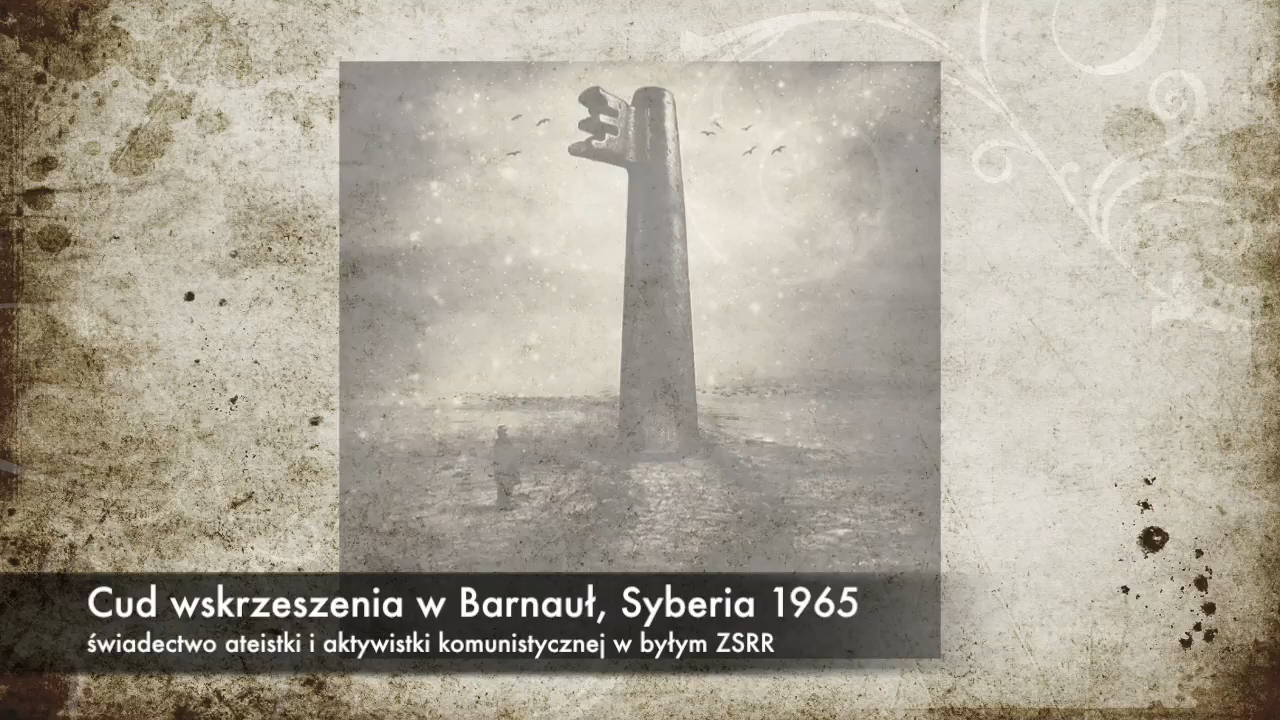 Cud wskrzeszenia w Barnauł, Syberia 1965
świadectwo ateistki i aktywistki komunistycznej w byłym ZSRR